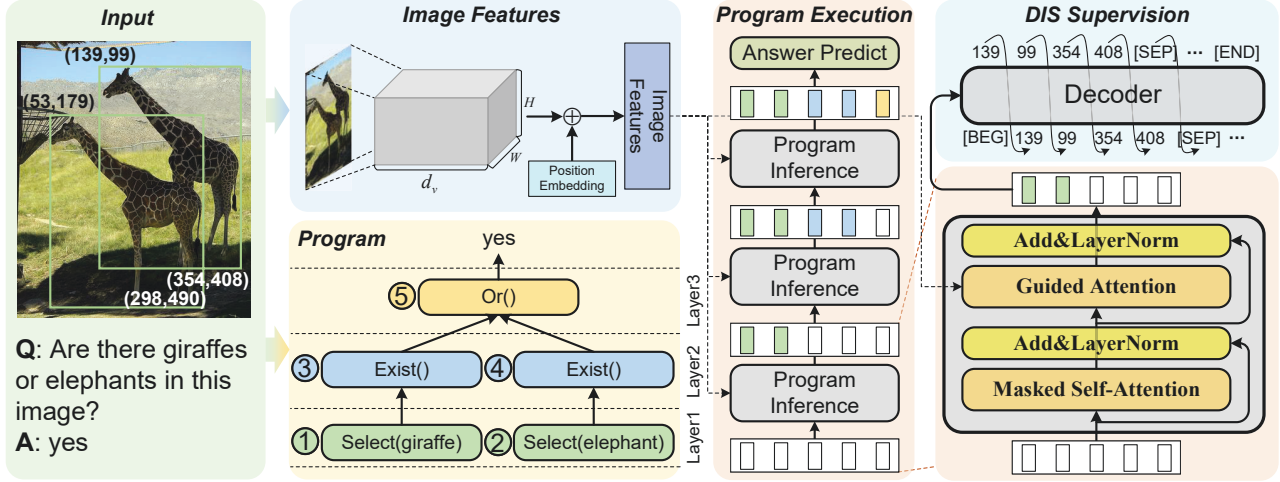 Input
(139,99)
(53,179)
(354,408)
(298,490)
Q: Are there giraffes
or elephants in this
image?
A: yes
Image Features
H
W
d_v
Position
Embedding
Image
Features
Program
yes
⑤ Or()
③ Exist()
④ Exist()
① Select(giraffe)
② Select(elephant)
Layer3
Layer2
Layer1
Program Execution
Answer Predict
Program
Inference
Program
Inference
Program
Inference
DIS Supervision
139 99 354 408 [SEP] ··· [END]
Decoder
[BEG] 139 99 354 408 [SEP] ···
Add&LayerNorm
Guided Attention
Add&LayerNorm
Masked Self-Attention